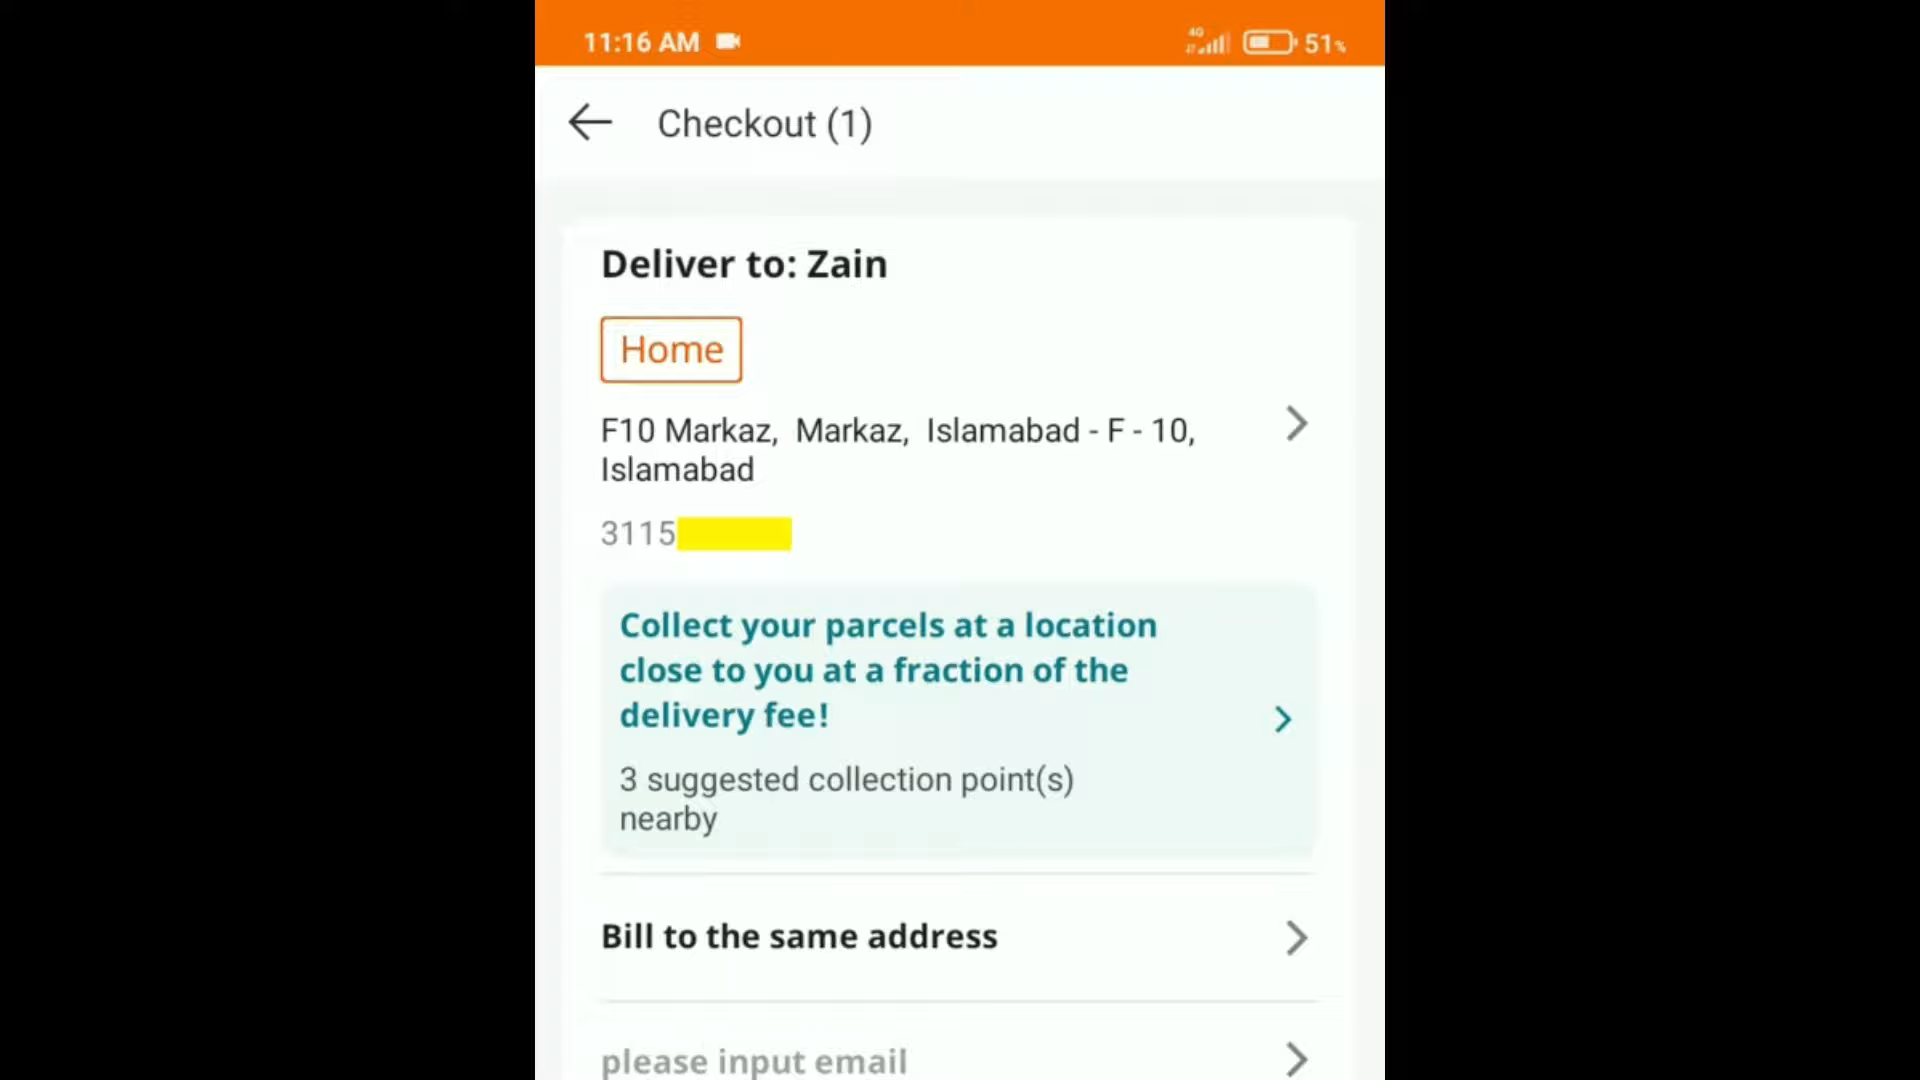 11:16 AM
4G
51%
Checkout (1)
Deliver to: Zain
Home
F10 Markaz, Markaz, Islamabad - F - 10,
Islamabad
3115
Collect your parcels at a location
close to you at a fraction of the
delivery fee!
3 suggested collection point(s)
nearby
Bill to the same address
please input email